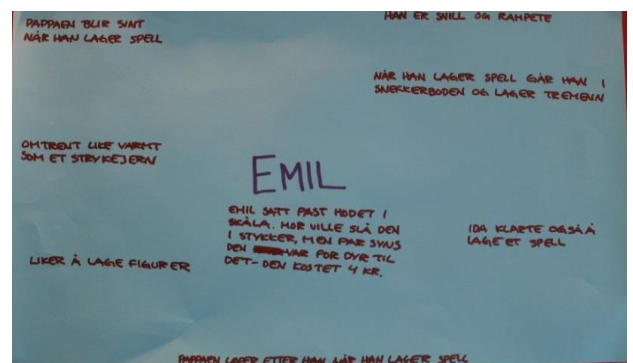 PAPPAEN BLIR SINT
NÅR HAN LAGER SPELL
HAN ER SNILL OG RAMPETE
NÅR HAN LAGER SPELL GÅR HAN I
SNEKKERBODEN OG LAGER TREMENN
OMTRENT LIKE VARMT
SOM ET STRYKEJERN
EMIL
EMIL SATT FAST HODET I
SKÅLA. MOR VILLE SLÅ DEN
I STYKKER, MEN FAR SYNS
DEN VAR FOR DYR TIL
DET- DEN KOSTET 4 KR.
IDA KLARTE OGSÅ Å
LAGE ET SPELL
LIKER Å LAGE FIGURER
PAPPAEN LØPER ETTER HAN NÅR HAN LAGER SPELL